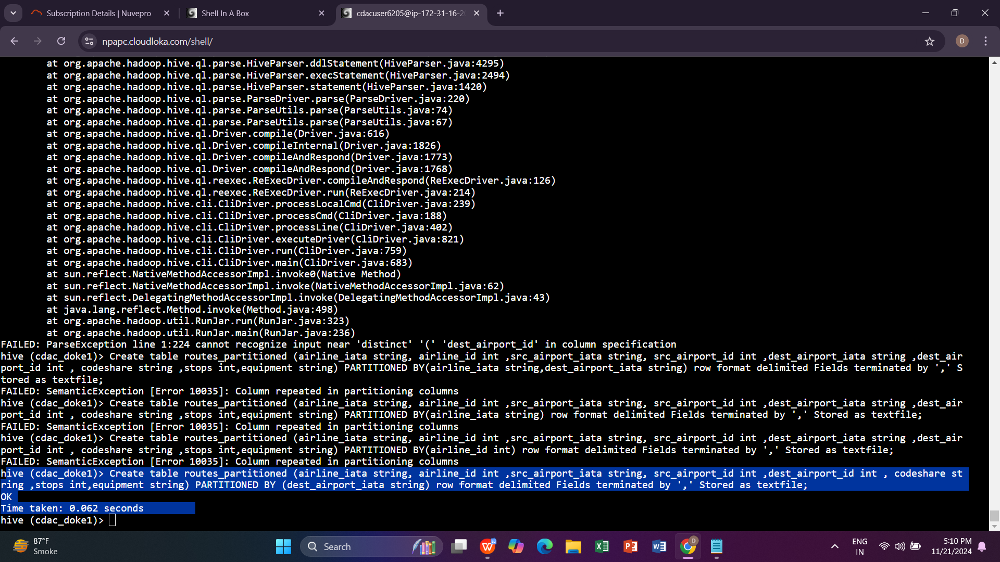 Subscription Details | Nuvepro
Shell In A Box
cdacuser6205@ip-172-31-16-2
npapc.cloudloka.com/shell/
D
at org.apache.hadoop.hive.ql.parse.HiveParser.ddlStatement(HiveParser.java:4295)
at org.apache.hadoop.hive.ql.parse.HiveParser.execStatement(HiveParser.java:2494)
at org.apache.hadoop.hive.ql.parse.HiveParser.statement(HiveParser.java:1420)
at org.apache.hadoop.hive.ql.parse.ParseDriver.parse(ParseDriver.java:220)
at org.apache.hadoop.hive.ql.parse.ParseUtils.parse(ParseUtils.java:74)
at org.apache.hadoop.hive.ql.parse.ParseUtils.parse(ParseUtils.java:67)
at org.apache.hadoop.hive.ql.Driver.compile(Driver.java:616)
at org.apache.hadoop.hive.ql.Driver.compileInternal(Driver.java:1826)
at org.apache.hadoop.hive.ql.Driver.compileAndRespond(Driver.java:1773)
at org.apache.hadoop.hive.ql.Driver.compileAndRespond(Driver.java:1768)
at org.apache.hadoop.hive.ql.reexec.ReExecDriver.compileAndRespond(ReExecDriver.java:126)
at org.apache.hadoop.hive.ql.reexec.ReExecDriver.run(ReExecDriver.java:214)
at org.apache.hadoop.hive.cli.CliDriver.processLocalCmd(CliDriver.java:239)
at org.apache.hadoop.hive.cli.CliDriver.processCmd(CliDriver.java:188)
at org.apache.hadoop.hive.cli.CliDriver.processLine(CliDriver.java:402)
at org.apache.hadoop.hive.cli.CliDriver.executeDriver(CliDriver.java:821)
at org.apache.hadoop.hive.cli.CliDriver.run(CliDriver.java:759)
at org.apache.hadoop.hive.cli.CliDriver.main(CliDriver.java:683)
at sun.reflect.NativeMethodAccessorImpl.invoke0(Native Method)
at sun.reflect.NativeMethodAccessorImpl.invoke(NativeMethodAccessorImpl.java:62)
at sun.reflect.DelegatingMethodAccessorImpl.invoke(DelegatingMethodAccessorImpl.java:43)
at java.lang.reflect.Method.invoke(Method.java:498)
at org.apache.hadoop.util.RunJar.run(RunJar.java:323)
at org.apache.hadoop.util.RunJar.main(RunJar.java:236)
FAILED: ParseException line 1:224 cannot recognize input near 'distinct' '(' 'dest_airport_id' in column specification
hive (cdac_doke1)> Create table routes_partitioned (airline_iata string, airline_id int ,src_airport_iata string, src_airport_id int ,dest_airport_iata string ,dest_air
port_id int , codeshare string ,stops int,equipment string) PARTITIONED BY(airline_iata string,dest_airport_iata string) row format delimited Fields terminated by ',' S
tored as textfile;
FAILED: SemanticException [Error 10035]: Column repeated in partitioning columns
hive (cdac_doke1)> Create table routes_partitioned (airline_iata string, airline_id int ,src_airport_iata string, src_airport_id int ,dest_airport_iata string ,dest_air
port_id int , codeshare string ,stops int,equipment string) PARTITIONED BY(airline_iata string) row format delimited Fields terminated by ',' Stored as textfile;
FAILED: SemanticException [Error 10035]: Column repeated in partitioning columns
hive (cdac_doke1)> Create table routes_partitioned (airline_iata string, airline_id int ,src_airport_iata string, src_airport_id int ,dest_airport_iata string ,dest_air
port_id int , codeshare string ,stops int,equipment string) PARTITIONED BY(airline_id int) row format delimited Fields terminated by ',' Stored as textfile;
FAILED: SemanticException [Error 10035]: Column repeated in partitioning columns
hive (cdac_doke1)> Create table routes_partitioned (airline_iata string, airline_id int ,src_airport_iata string, src_airport_id int ,dest_airport_id int , codeshare st
ring ,stops int,equipment string) PARTITIONED BY (dest_airport_iata string) row format delimited Fields terminated by ',' Stored as textfile;
OK
Time taken: 0.062 seconds
hive (cdac_doke1)>
87°F
Smoke
Search
ENG
IN
5:10 PM
11/21/2024